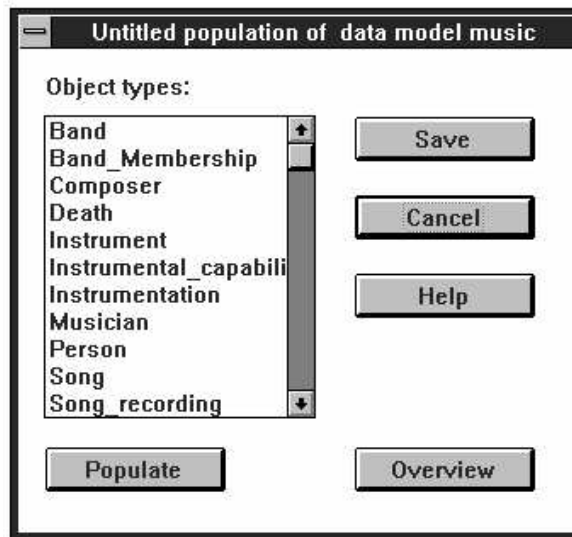 Untitled population of data model music
Object types:
Band
Band_Membership
Composer
Death
Instrument
Instrumental_capabili
Instrumentation
Musician
Person
Song
Song_recording
Save
Cancel
Help
Populate
Overview